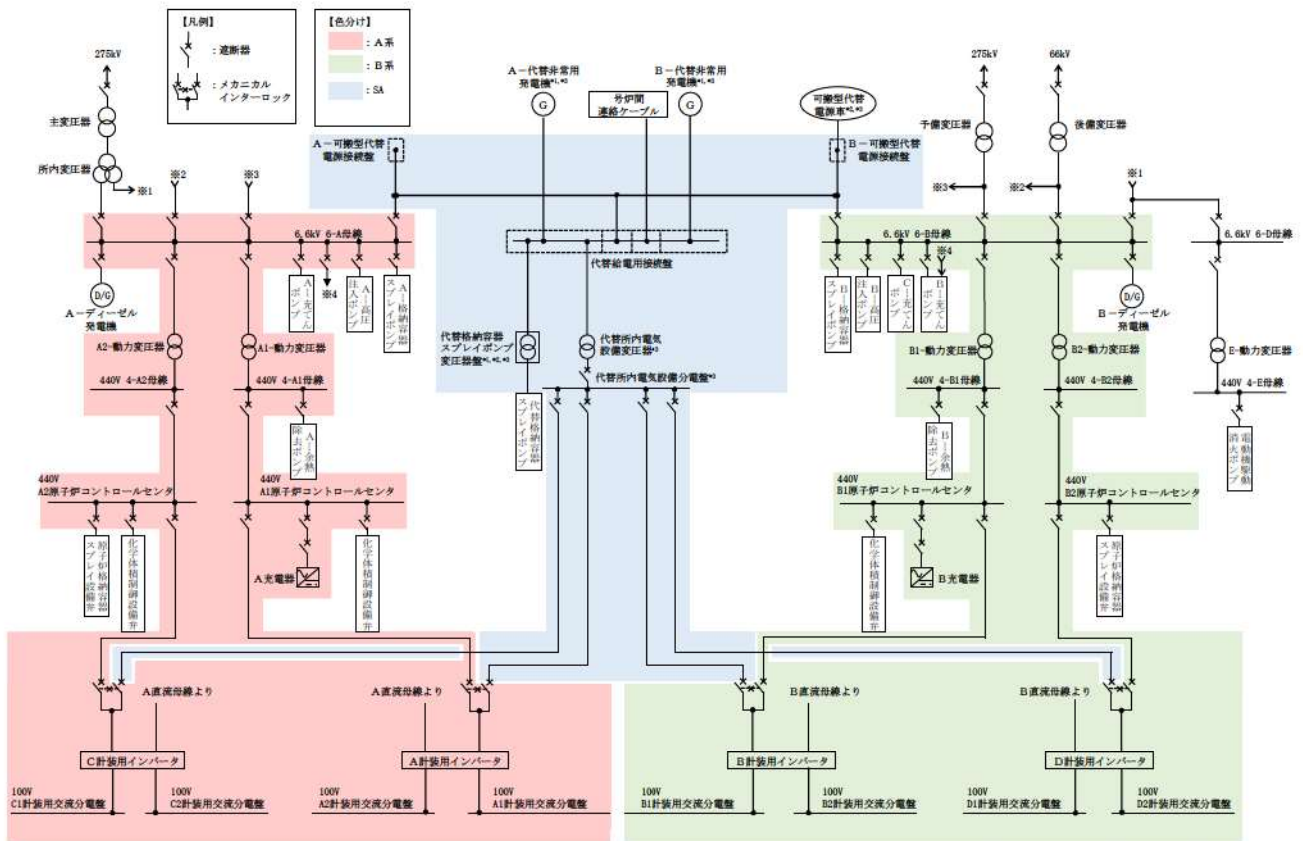 【凡例】
：遮断器
：メカニカル
インターロック
【色分け】
：A系
：B系
：SA
275kV
主変圧器
所内変圧器
※1
※2
※3
A－代替非常用
発電機*1,*3
G
号炉間
連絡ケーブル
B－代替非常用
発電機*1,*3
G
可搬型代替
電源車*2,*3
A－可搬型代替
電源接続盤
B－可搬型代替
電源接続盤
275kV
66kV
予備変圧器
後備変圧器
※3
※2
※1
6.6kV 6-A母線
D/G
A－ディーゼル
発電機
A－充てん
ポンプ
※4
A－高圧
注入ポンプ
A－格納容器
スプレイポンプ
代替給電用接続盤
6.6kV 6-B母線
B－格納容器
スプレイポンプ
B－高圧
注入ポンプ
C－充てん
ポンプ
※4
B－充てん
ポンプ
D/G
B－ディーゼル
発電機
6.6kV 6-D母線
A2-動力変圧器
A1-動力変圧器
代替格納容器
スプレイポンプ
変圧器盤*1,*2,*3
代替所内電気
設備変圧器*3
B1-動力変圧器
B2-動力変圧器
E-動力変圧器
440V 4-A2母線
440V 4-A1母線
代替所内電気設備分電盤*3
440V 4-B1母線
440V 4-B2母線
440V 4-E母線
A－余熱
除去ポンプ
代替格納容器
スプレイポンプ
B－余熱
除去ポンプ
電動機駆動
消火ポンプ
440V
A2原子炉コントロールセンタ
440V
A1原子炉コントロールセンタ
440V
B1原子炉コントロールセンタ
440V
B2原子炉コントロールセンタ
原子炉格納容器
スプレイ設備弁
化学体積制御設備弁
A充電器
化学体積制御設備弁
化学体積制御設備弁
B充電器
原子炉格納容器
スプレイ設備弁
A直流母線より
A直流母線より
B直流母線より
B直流母線より
C計装用インバータ
A計装用インバータ
B計装用インバータ
D計装用インバータ
100V
C1計装用交流分電盤
100V
C2計装用交流分電盤
100V
A2計装用交流分電盤
100V
A1計装用交流分電盤
100V
B1計装用交流分電盤
100V
B2計装用交流分電盤
100V
D1計装用交流分電盤
100V
D2計装用交流分電盤